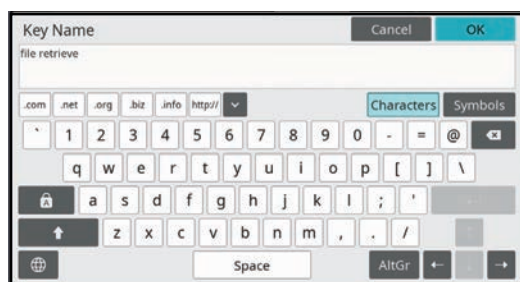 Key Name Cancel OK
file retrieve
.com .net .org .biz .info http:// Characters Symbols
` 1 2 3 4 5 6 7 8 9 0 - = @
q w e r t y u i o p [ ] \
A a s d f g h j k l ; '
z x c v b n m , . /
Space AltGr